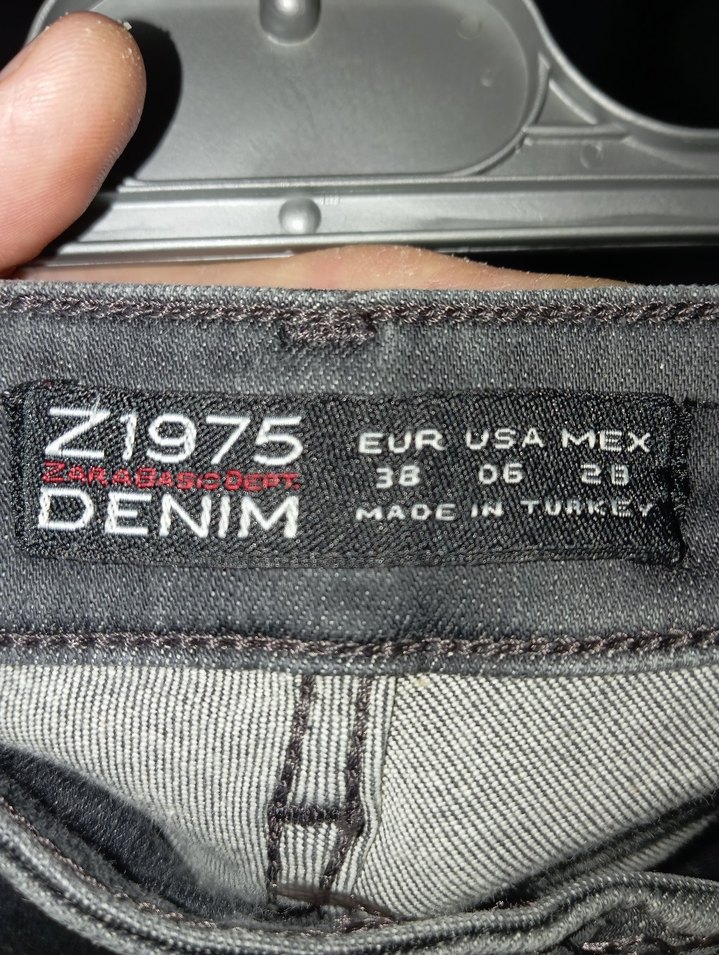 Z1975
ZARA BASIC DEPT.
DENIM
EUR USA MEX
38 06 28
MADE IN TURKEY